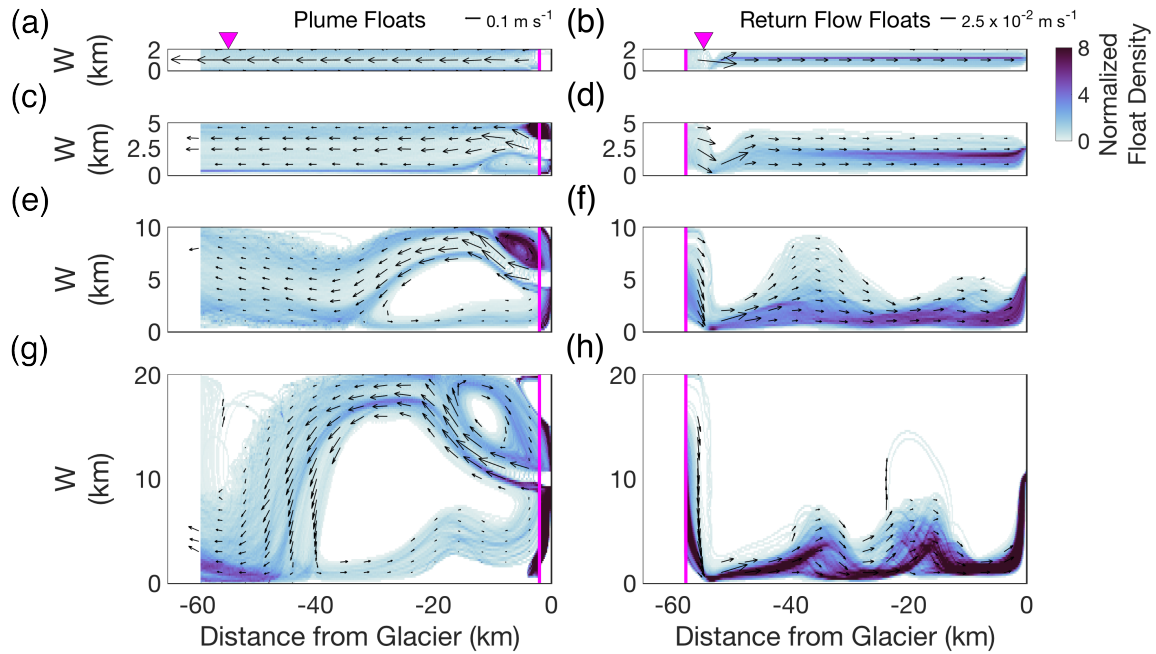 (a) Plume Floats 0.1 m s⁻¹
(b) Return Flow Floats 2.5 x 10⁻² m s⁻¹
W (km) 2 0
2 0
(c) W (km) 5 2.5 0
(d) 5 2.5 0
8 4 0 Normalized Float Density
(e) W (km) 10 5 0
(f) 10 5 0
(g) W (km) 20 10 0
(h) 20 10 0
-60 -40 -20 0
-60 -40 -20 0
Distance from Glacier (km)
Distance from Glacier (km)